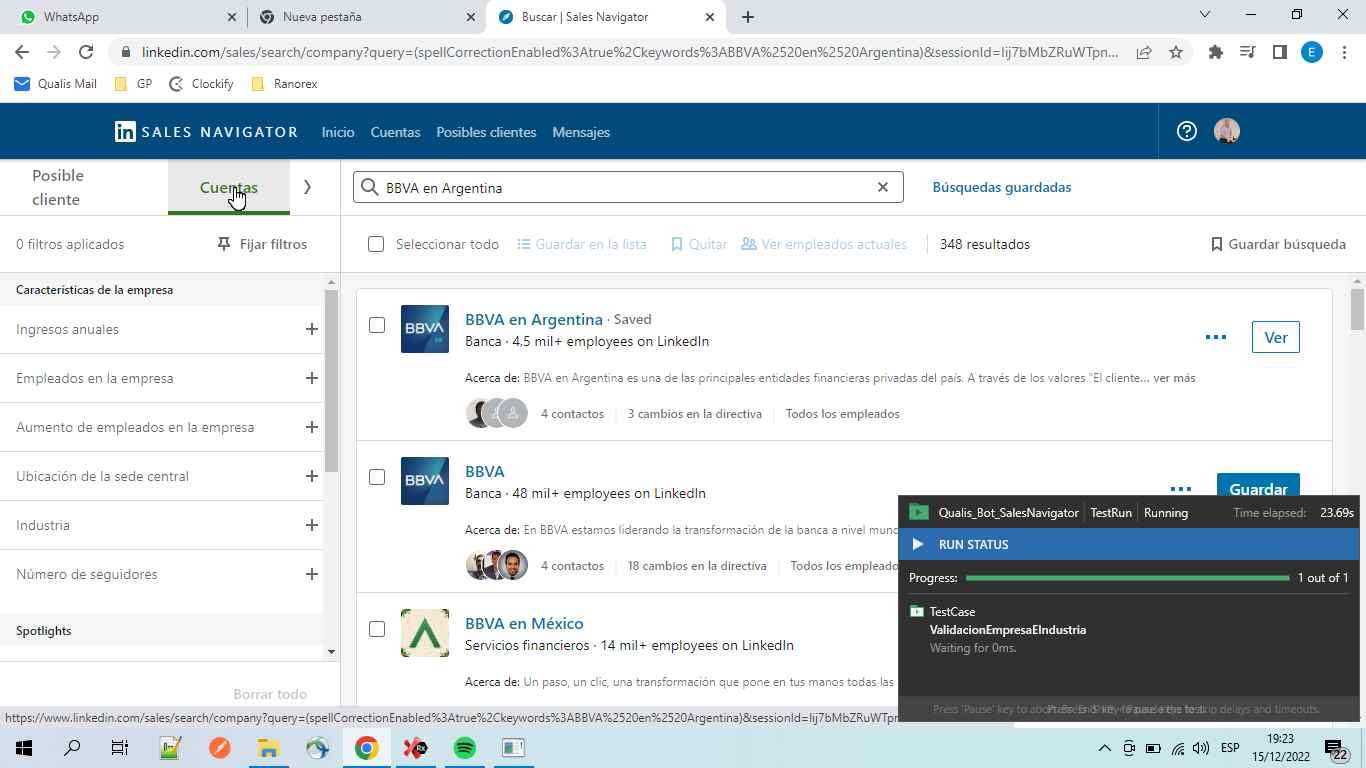 WhatsApp
Nueva pestaña
Buscar | Sales Navigator
linkedin.com/sales/search/company?query=(spellCorrectionEnabled%3Atrue%2Ckeywords%3ABBVA%2520en%2520Argentina)&sessionId=Iij7bMbZRuWTpn...
E
Qualis Mail
GP
Clockify
Ranorex
in SALES NAVIGATOR
Inicio
Cuentas
Posibles clientes
Mensajes
Posible
cliente
Cuentas
BBVA en Argentina
Búsquedas guardadas
0 filtros aplicados
Fijar filtros
Seleccionar todo
Guardar en la lista
Quitar
Ver empleados actuales
348 resultados
Guardar búsqueda
Características de la empresa
Ingresos anuales
Empleados en la empresa
Aumento de empleados en la empresa
Ubicación de la sede central
Industria
Número de seguidores
Spotlights
Borrar todo
BBVA
BBVA en Argentina · Saved
Banca · 4,5 mil+ employees on LinkedIn
Ver
Acerca de: BBVA en Argentina es una de las principales entidades financieras privadas del país. A través de los valores "El cliente... ver más
4 contactos
3 cambios en la directiva
Todos los empleados
BBVA
BBVA
Banca · 48 mil+ employees on LinkedIn
Guardar
Acerca de: En BBVA estamos liderando la transformación de la banca a nivel
4 contactos
18 cambios en la directiva
Todos los
BBVA en México
Servicios financieros · 14 mil+ employees on LinkedIn
Acerca de: Un paso, un clic, una transformación que pone en tus manos todas las
Qualis_Bot_SalesNavigator
TestRun
Running
Time elapsed: 23.69s
RUN STATUS
Progress:
1 out of 1
TestCase
ValidacionEmpresaEIndustria
Waiting for 0ms.
https://www.linkedin.com/sales/search/company?query=(spellCorrectionEnabled%3Atrue%2Ckeywords%3ABBVA%2520en%2520Argentina)&sessionId=Iij7bMbZRuWTpn
Rx
ESP
19:23
15/12/2022
22